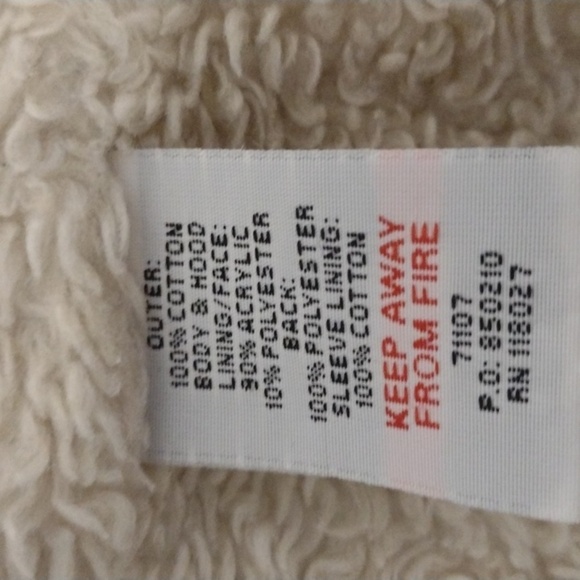 OUTER:
100% COTTON
BODY & HOOD
LINING/FACE:
90% ACRYLIC
10% POLYESTER
BACK:
100% POLYESTER
SLEEVE LINING:
100% COTTON
KEEP AWAY
FROM FIRE
71107
P.O: 850210
RN 118027